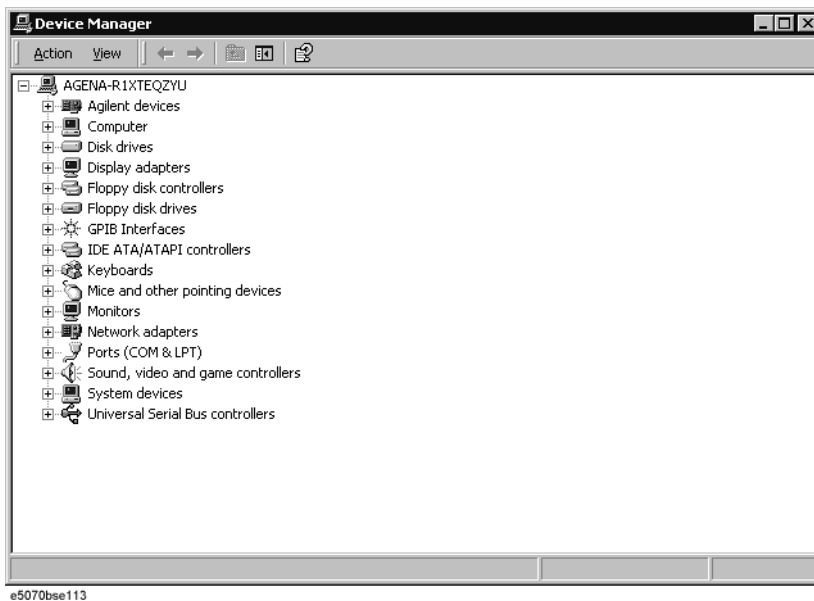 Device Manager
Action View
AGENA-R1XTEQZYU
Agilent devices
Computer
Disk drives
Display adapters
Floppy disk controllers
Floppy disk drives
GPIB Interfaces
IDE ATA/ATAPI controllers
Keyboards
Mice and other pointing devices
Monitors
Network adapters
Ports (COM & LPT)
Sound, video and game controllers
System devices
Universal Serial Bus controllers
e5070bse113